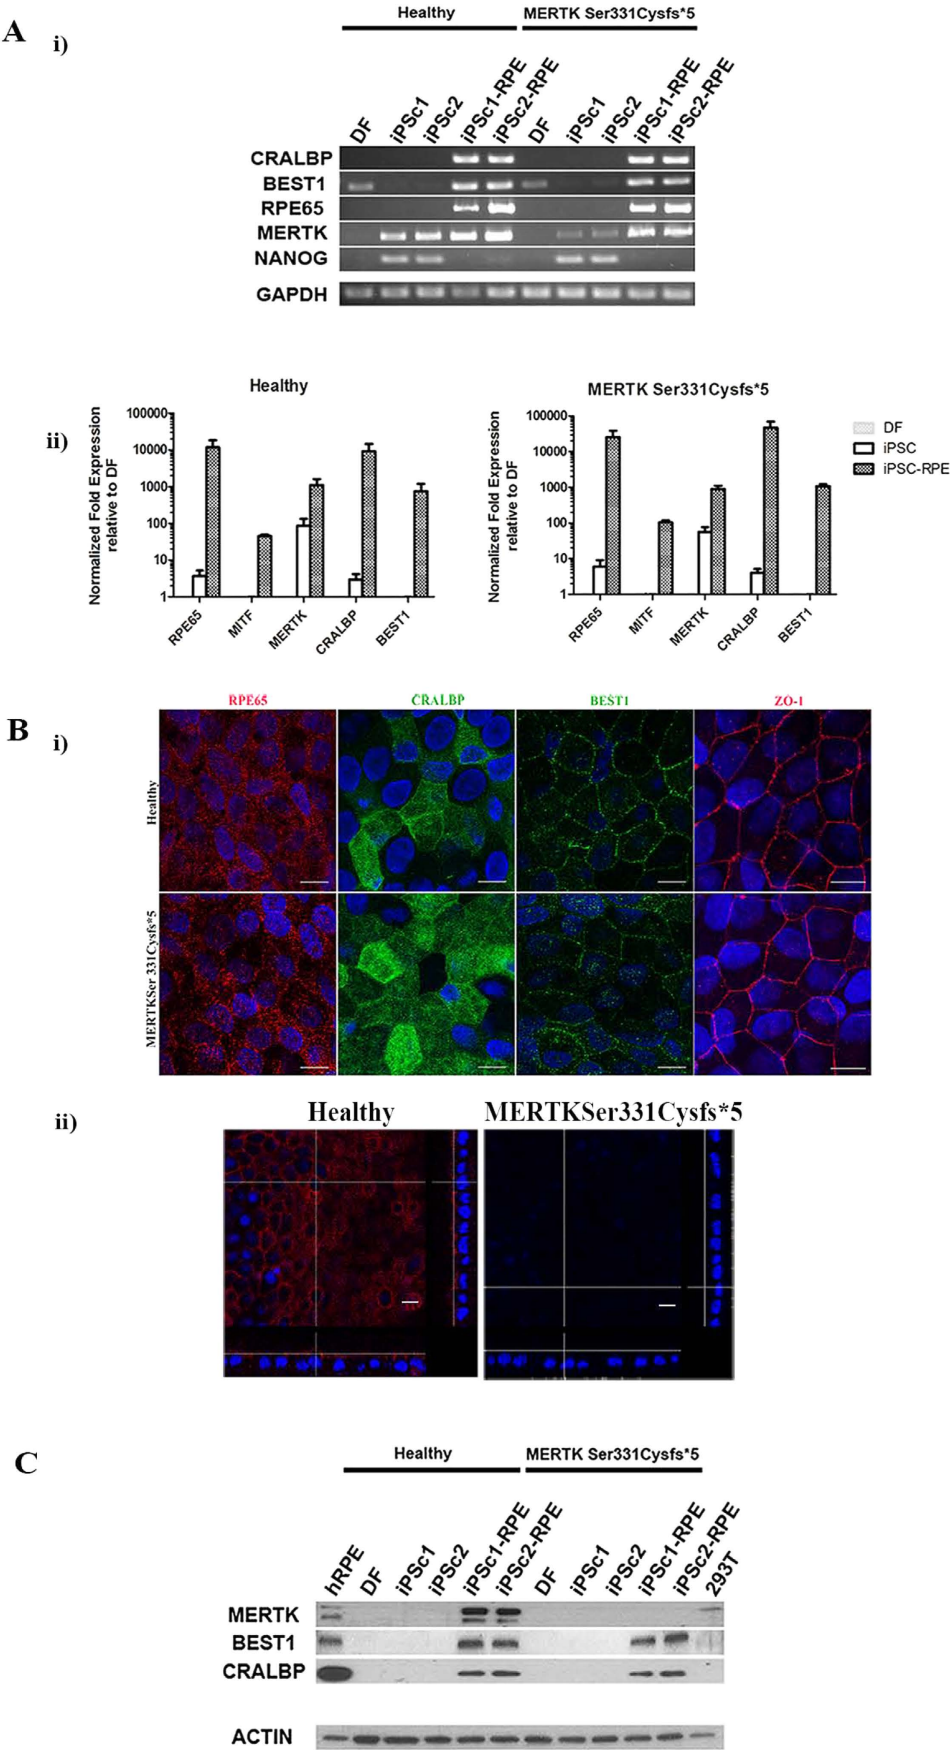 A
i)
Healthy
MERTK Ser331Cysfs*5
DF
iPSc1
iPSc2
iPSc1-RPE
iPSc2-RPE
DF
iPSc1
iPSc2
iPSc1-RPE
iPSc2-RPE
CRALBP
BEST1
RPE65
MERTK
NANOG
GAPDH
ii)
Healthy
Normalized Fold Expression
relative to DF
100000
10000
1000
100
10
1
RPE65
MITF
MERTK
CRALBP
BEST1
MERTK Ser331Cysfs*5
Normalized Fold Expression
relative to DF
100000
10000
1000
100
10
1
RPE65
MITF
MERTK
CRALBP
BEST1
DF
iPSC
iPSC-RPE
B
i)
RPE65
CRALBP
BEST1
ZO-1
Healthy
MERTKSer 331Cysfs*5
ii)
Healthy
MERTKSer331Cysfs*5
C
Healthy
MERTK Ser331Cysfs*5
hRPE
DF
iPSc1
iPSc2
iPSc1-RPE
iPSc2-RPE
DF
iPSc1
iPSc2
iPSc1-RPE
iPSc2-RPE
293T
MERTK
BEST1
CRALBP
ACTIN